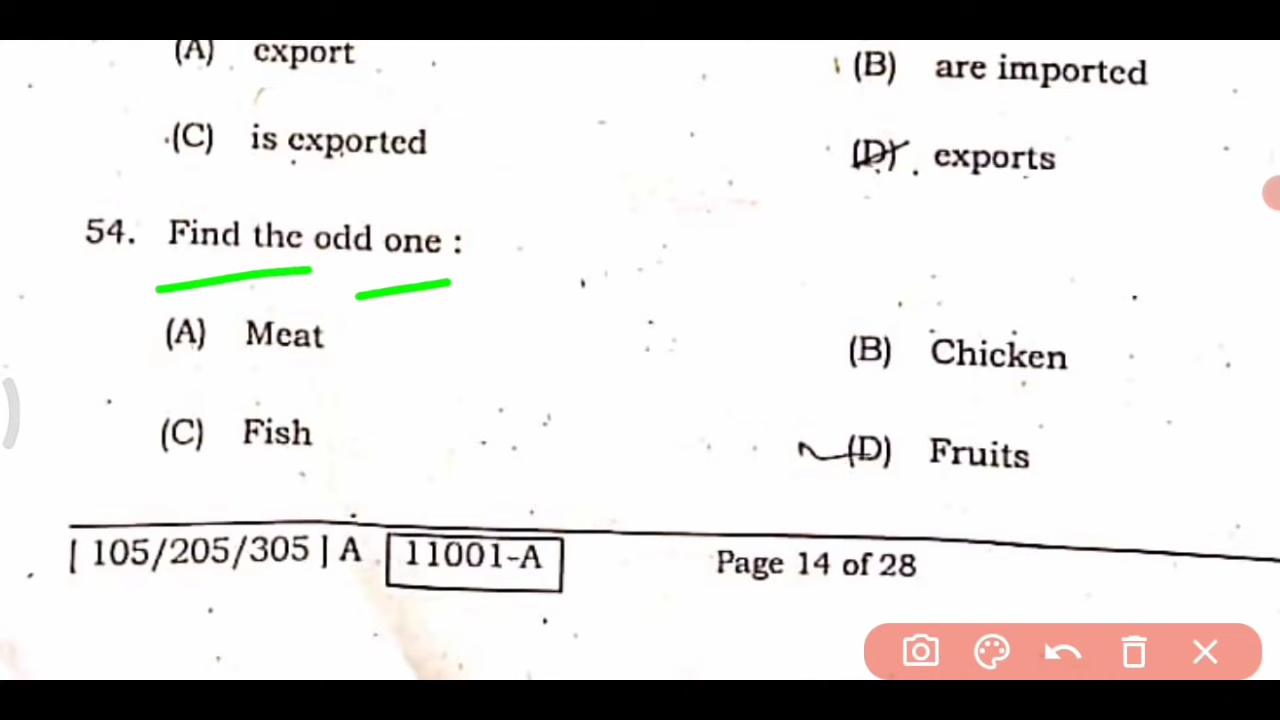 (A) export (B) are imported
(C) is exported (D) exports
54. Find the odd one :
(A) Meat (B) Chicken
(C) Fish (D) Fruits
[ 105/205/305 ] A 11001-A Page 14 of 28